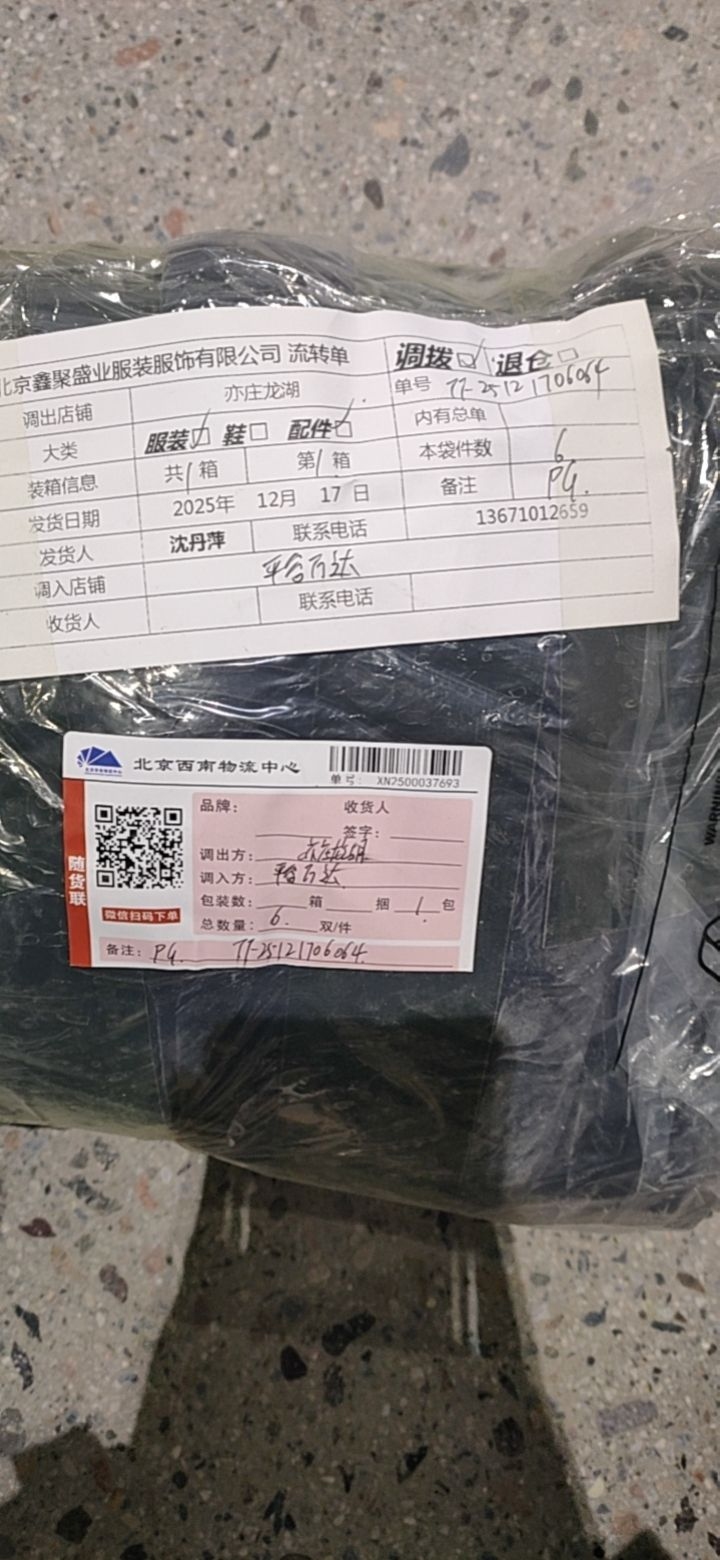 北京鑫聚盛业服装服饰有限公司 流转单 调拨☑ 退仓□
调出店铺 亦庄龙湖 单号 TT-25121706064
大类 服装☑ 鞋□ 配件☑ 内有总单
装箱信息 共1箱 第1箱 本袋件数 6
发货日期 2025年 12月 17日 备注 PG.
发货人 沈丹萍 联系电话 13671012659
调入店铺 平谷万达
收货人 联系电话
北京西南物流中心
单号: XN2500037693
随货联
微信扫码下单
品牌: 收货人
签字:
调出方: 亦庄龙湖
调入方: 平谷万达
包装数: 箱 捆 1 包
总数量: 6. 双/件
备注: PG. TT-25121706064
WARNING